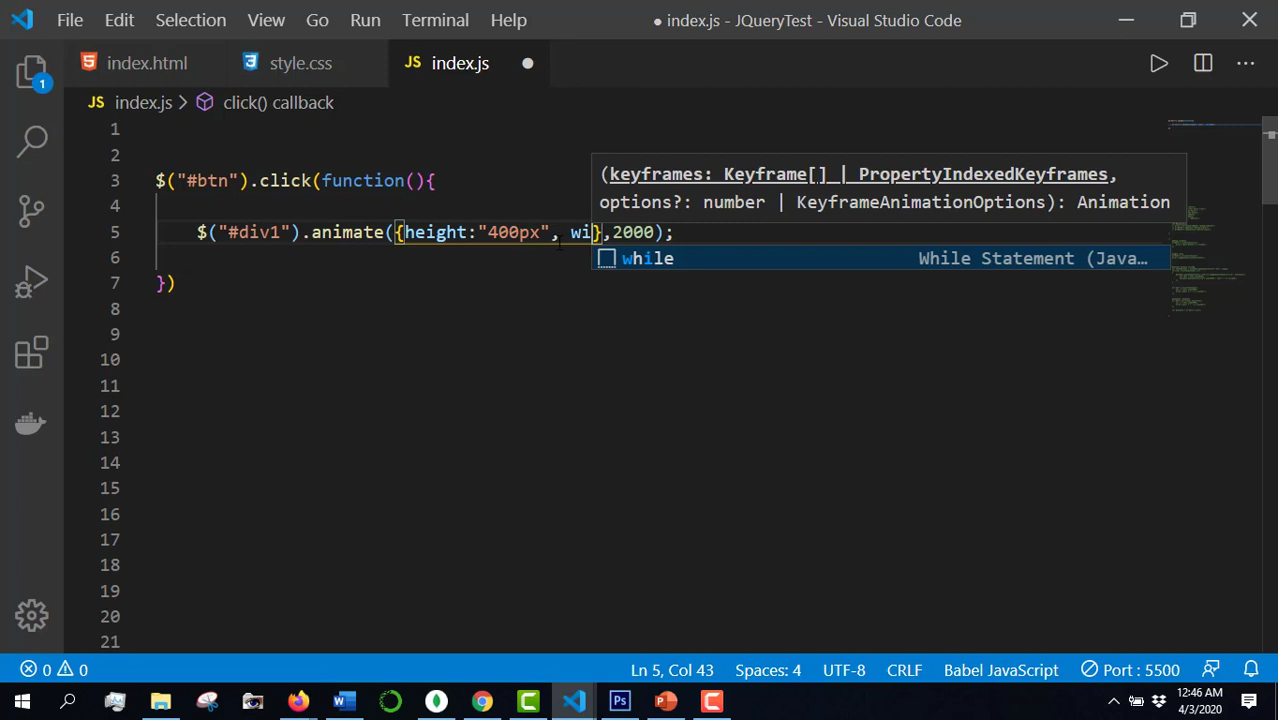 File Edit Selection View Go Run Terminal Help ● index.js - JQueryTest - Visual Studio Code
index.html style.css JS index.js ●
JS index.js > click() callback
1
1
2
3 $("#btn").click(function(){
(keyframes: Keyframe[] | PropertyIndexedKeyframes,
options?: number | KeyframeAnimationOptions): Animation
4
5 $("#div1").animate({height:"400px", wi},2000);
6
while While Statement (Java…
7 })
8
9
10
11
12
13
14
15
16
17
18
19
20
21
0 0 Ln 5, Col 43 Spaces: 4 UTF-8 CRLF Babel JavaScript Port : 5500
12:46 AM
4/3/2020